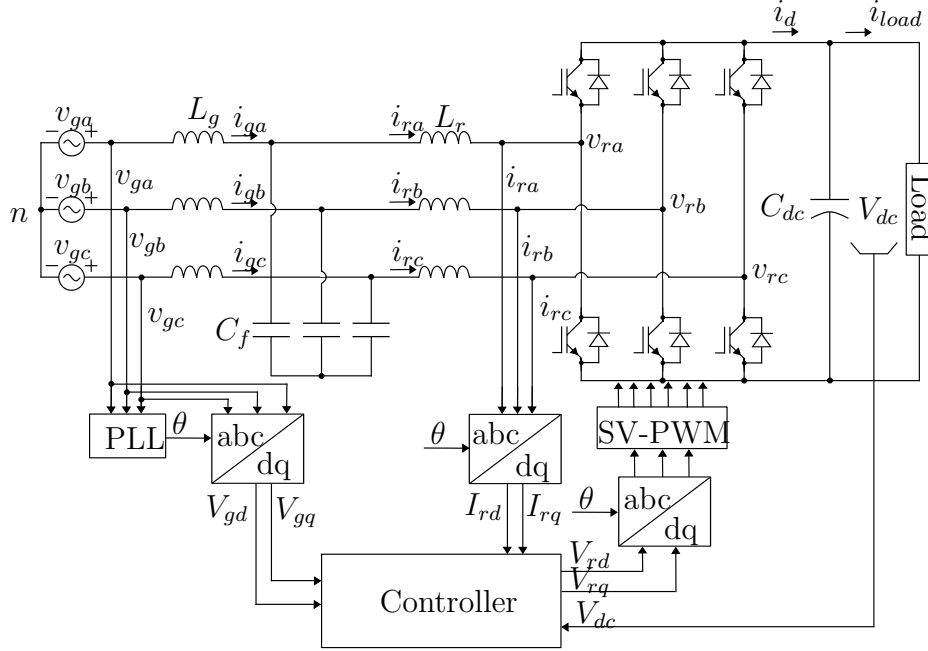 i_d
i_load
v_ga
L_g
i_ga
i_ra
L_r
− +
v_ra
v_ga
i_ra
v_gb
i_gb
i_rb
− +
n
v_rb
C_dc
V_dc
Load
v_gb
i_rb
v_gc
i_gc
i_rc
− +
v_rc
v_gc
i_rc
C_f
PLL
θ
abc
dq
θ
abc
dq
SV-PWM
V_gd
V_gq
I_rd
I_rq
θ
abc
dq
Controller
V_rd
V_rq
V_dc